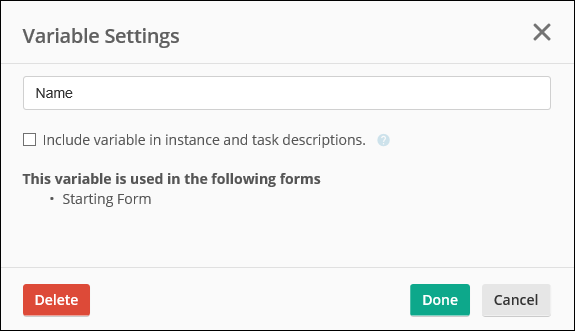 Variable Settings
Name
Include variable in instance and task descriptions. ?
This variable is used in the following forms
• Starting Form
Delete Done Cancel